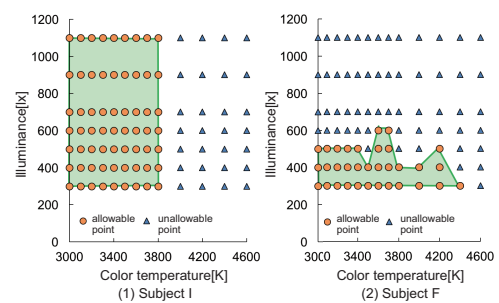 1200
1000
800
600
400
200
0
Illuminance[lx]
allowable point
unallowable point
3000 3400 3800 4200 4600
Color temperature[K]
(1) Subject I
1200
1000
800
600
400
200
0
Illuminance[lx]
allowable point
unallowable point
3000 3400 3800 4200 4600
Color temperature[K]
(2) Subject F